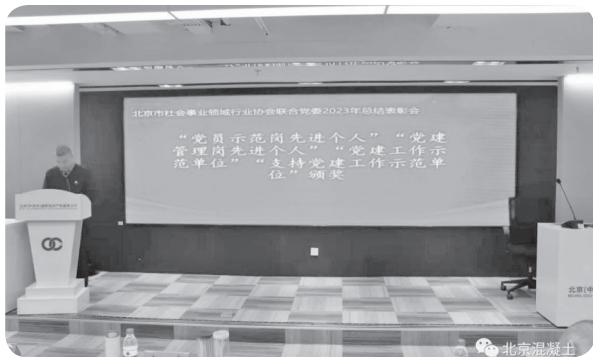 北京市社会事业领域行业协会联合党委2023年总结表彰会
“党员示范岗先进个人”“党建
管理岗先进个人”“党建工作示
范单位”“支持党建工作示范单
位”颁奖
北京(中
北京混凝土